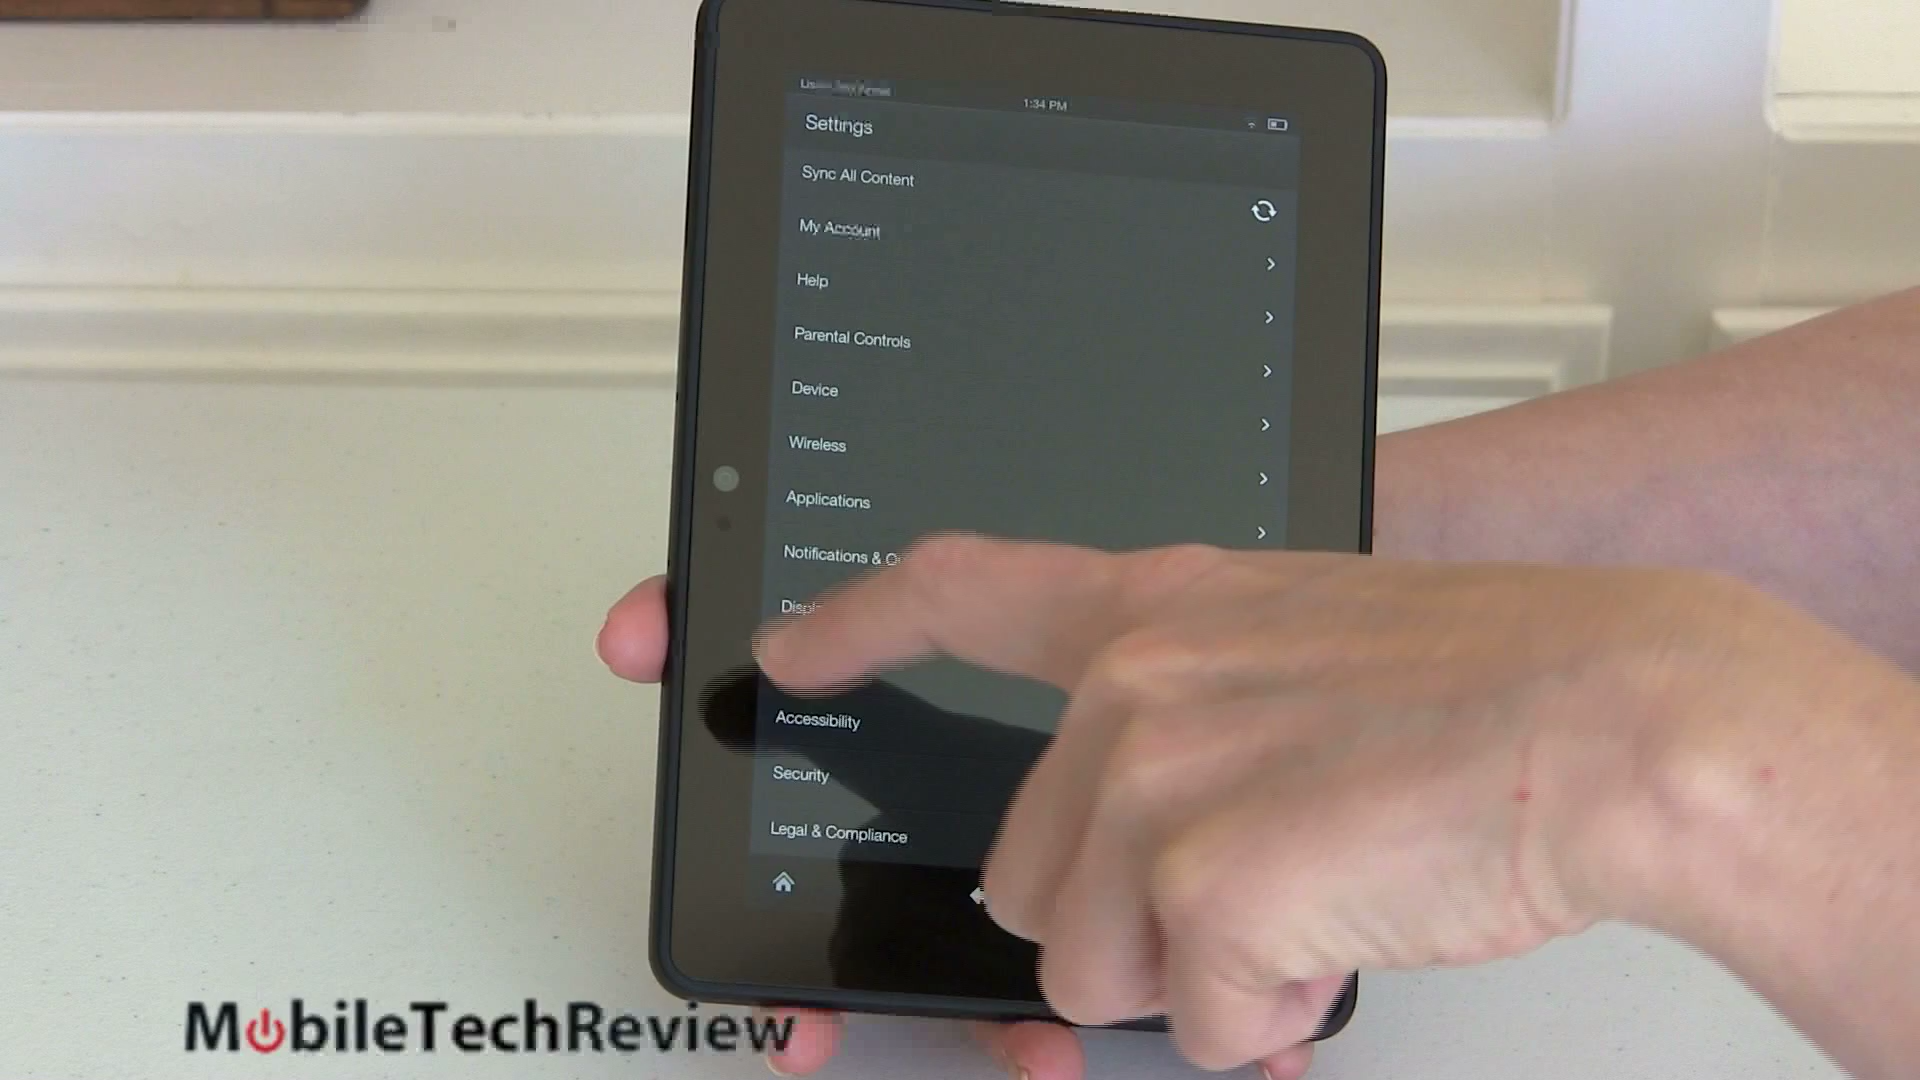 1:34 PM
Settings
Sync All Content
My Account
Help
Parental Controls
Device
Wireless
Applications
Notifications &
Accessibility
Security
Legal & Compliance
MobileTechReview